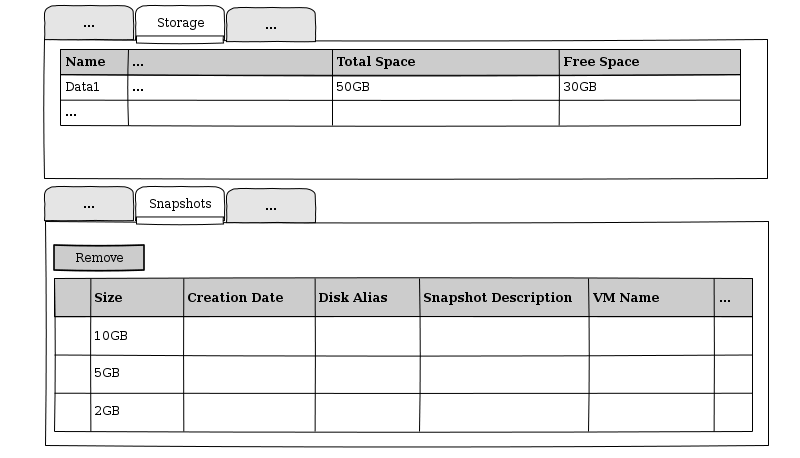 ... Storage ...
Name ... Total Space Free Space
Data1 ... 50GB 30GB
...
... Snapshots ...
Remove
Size Creation Date Disk Alias Snapshot Description VM Name ...
10GB
5GB
2GB